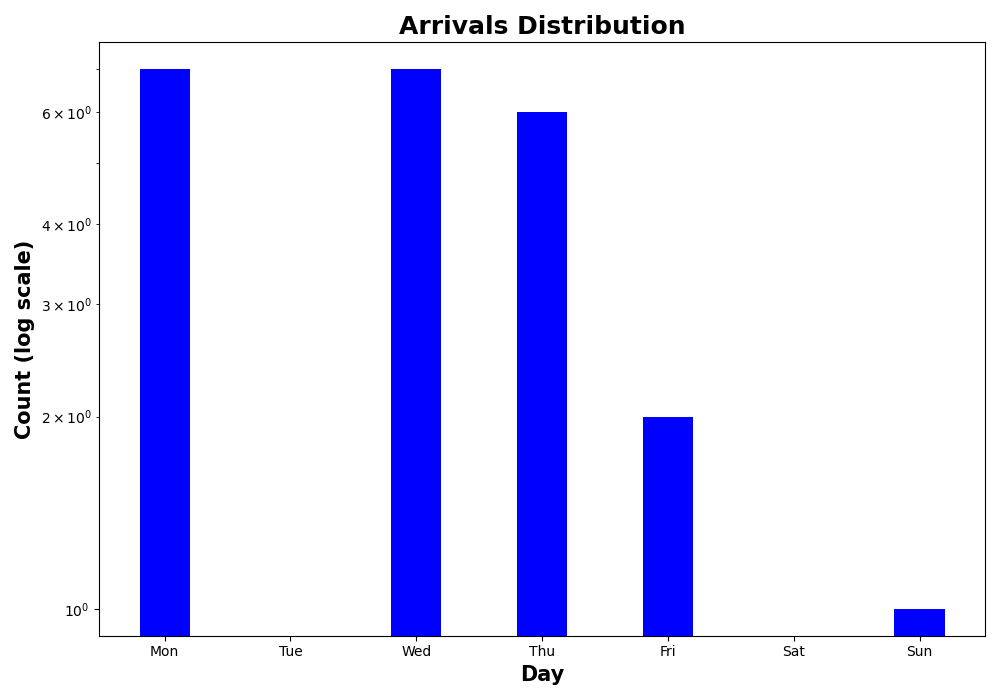 Arrivals Distribution
6 × 10⁰
4 × 10⁰
3 × 10⁰
2 × 10⁰
10⁰
Count (log scale)
Mon Tue Wed Thu Fri Sat Sun
Day